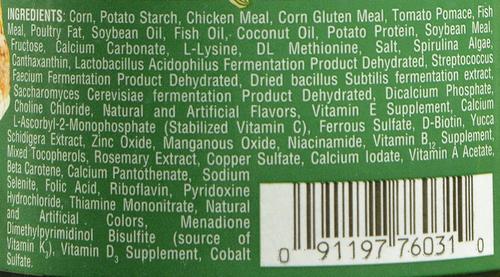 INGREDIENTS: Corn, Potato Starch, Chicken Meal, Corn Gluten Meal, Tomato Pomace, Fish
Meal, Poultry Fat, Soybean Oil, Fish Oil, Coconut Oil, Potato Protein, Soybean Meal,
Fructose, Calcium Carbonate, L-Lysine, DL Methionine, Salt, Spirulina Algae,
Canthaxanthin, Lactobacillus Acidophilus Fermentation Product Dehydrated, Streptococcus
Faecium Fermentation Product Dehydrated, Dried bacillus Subtilis fermentation extract,
Saccharomyces Cerevisiae fermentation Product Dehydrated, Dicalcium Phosphate,
Choline Chloride, Natural and Artificial Flavors, Vitamin E Supplement, Calcium
L-Ascorbyl-2-Monophosphate (Stabilized Vitamin C), Ferrous Sulfate, D-Biotin, Yucca
Schidigera Extract, Zinc Oxide, Manganous Oxide, Niacinamide, Vitamin B12 Supplement,
Mixed Tocopherols, Rosemary Extract, Copper Sulfate, Calcium Iodate, Vitamin A Acetate,
Beta Carotene, Calcium Pantothenate, Sodium
Selenite, Folic Acid, Riboflavin, Pyridoxine
Hydrochloride, Thiamine Mononitrate, Natural
and Artificial Colors, Menadione
Dimethylpyrimidinol Bisulfite (source of
Vitamin K3), Vitamin D3 Supplement, Cobalt
Sulfate.
0 91197 76031 0